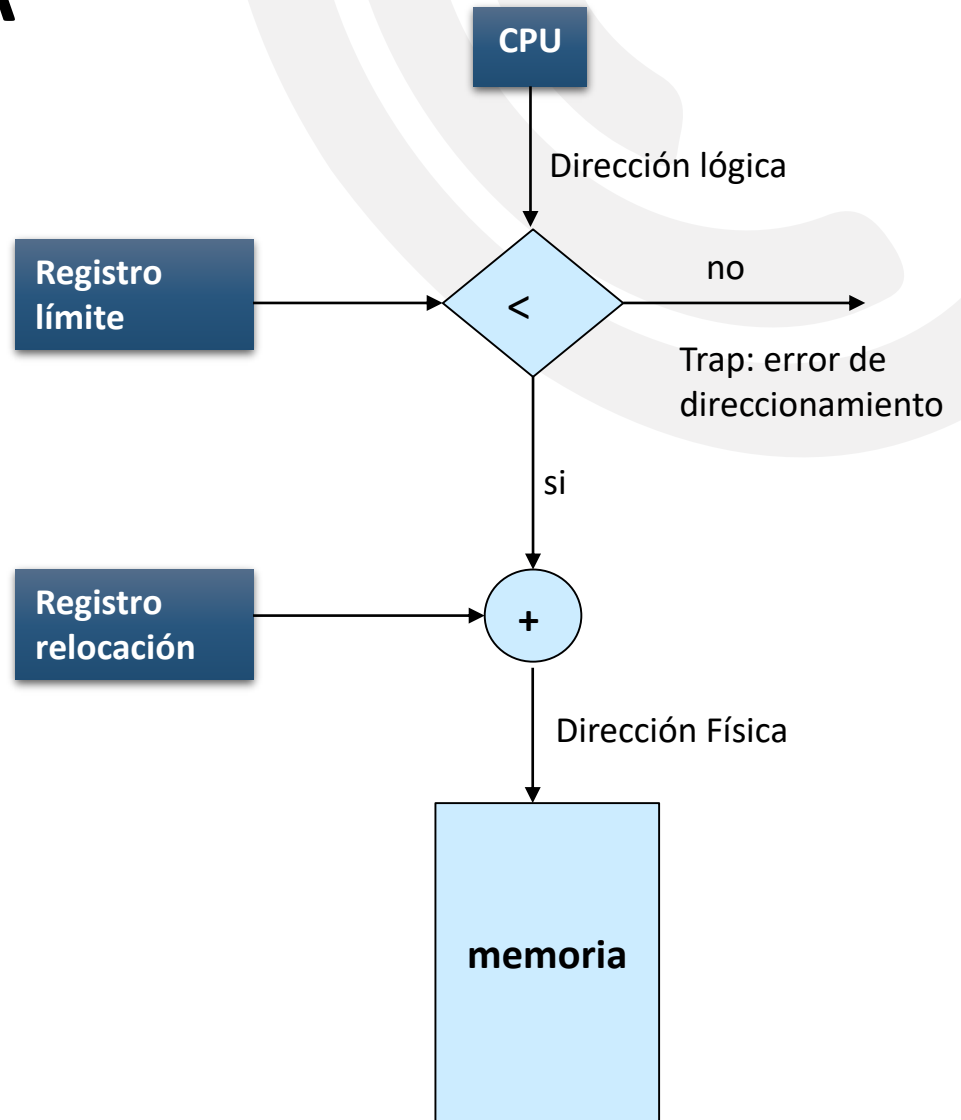 CPU
Dirección lógica
Registro
límite
<
no
Trap: error de
direccionamiento
si
Registro
relocación
+
Dirección Física
memoria